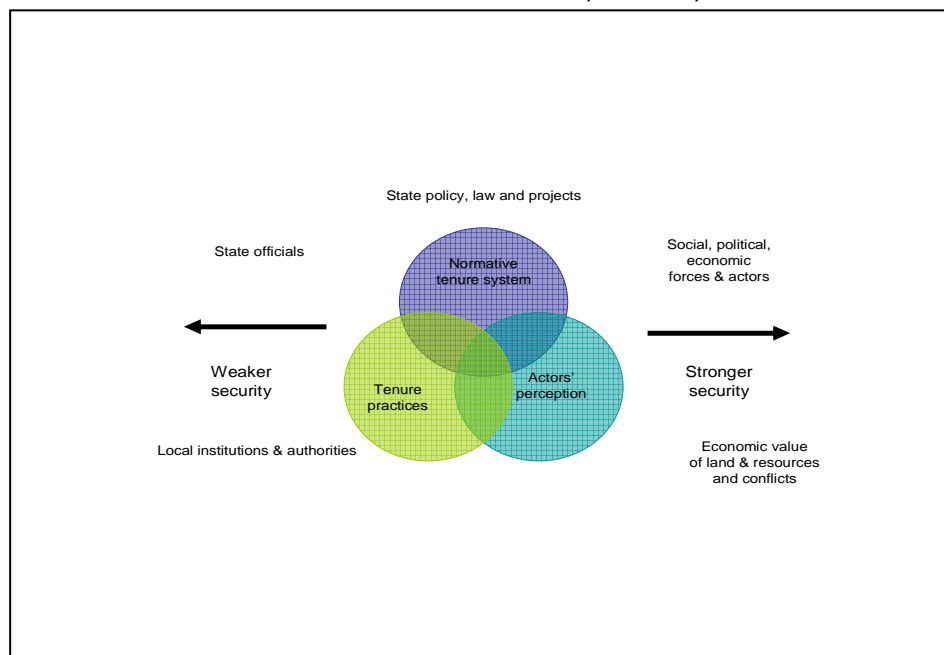 State policy, law and projects
State officials
Social, political,
economic
forces & actors
Normative
tenure system
Weaker
security
Tenure
practices
Actors'
perception
Stronger
security
Local institutions & authorities
Economic value
of land & resources
and conflicts